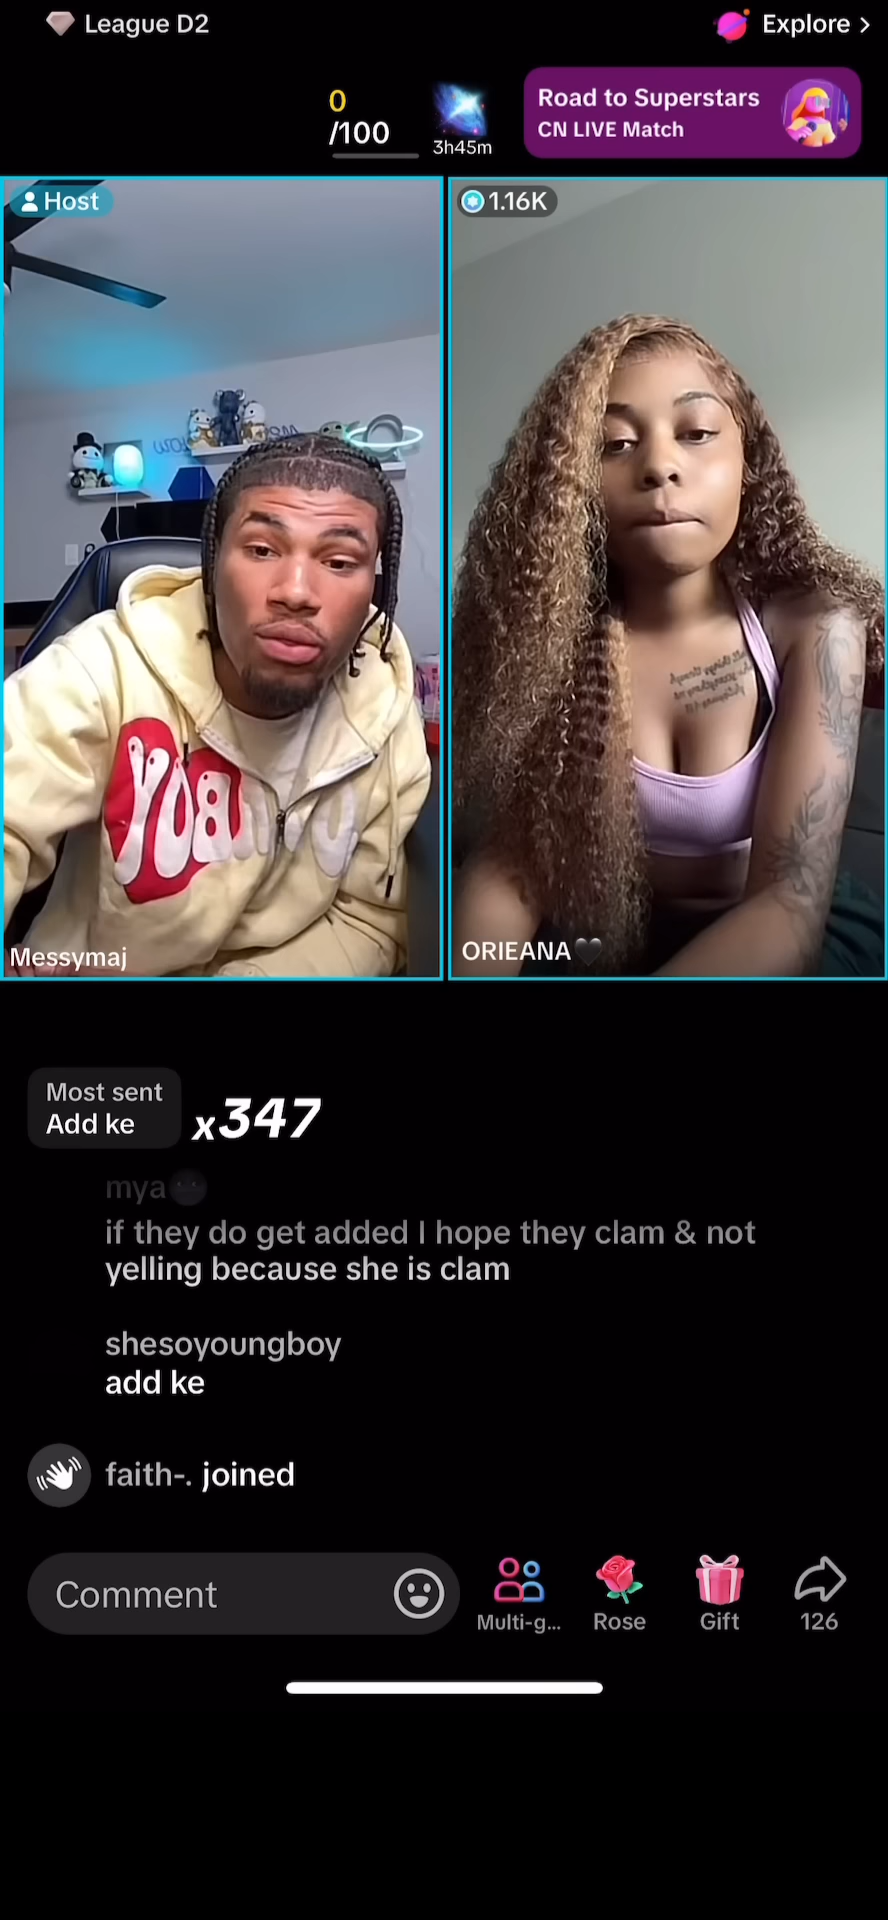 League D2
Explore >
0
/100
3h45m
Road to Superstars
CN LIVE Match
Host
1.16K
Messymaj
ORIEANA🖤
Most sent
Add ke
x347
mya
if they do get added I hope they clam & not
yelling because she is clam
shesoyoungboy
add ke
faith-. joined
Comment
Multi-g...
Rose
Gift
126